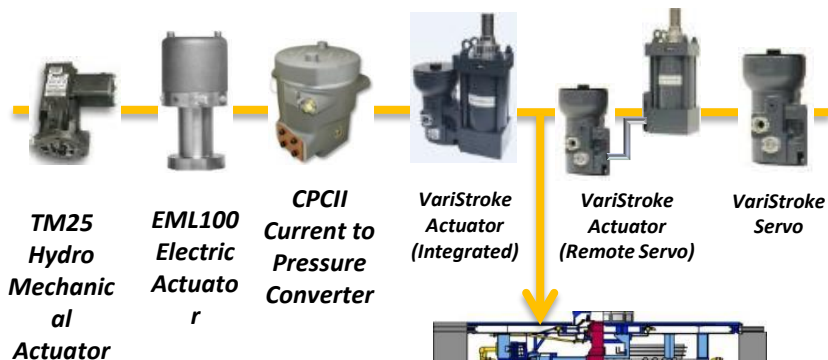 TM25
Hydro
Mechanic
al
Actuator
EML100
Electric
Actuato
r
CPCII
Current to
Pressure
Converter
VariStroke
Actuator
(Integrated)
VariStroke
Actuator
(Remote Servo)
VariStroke
Servo